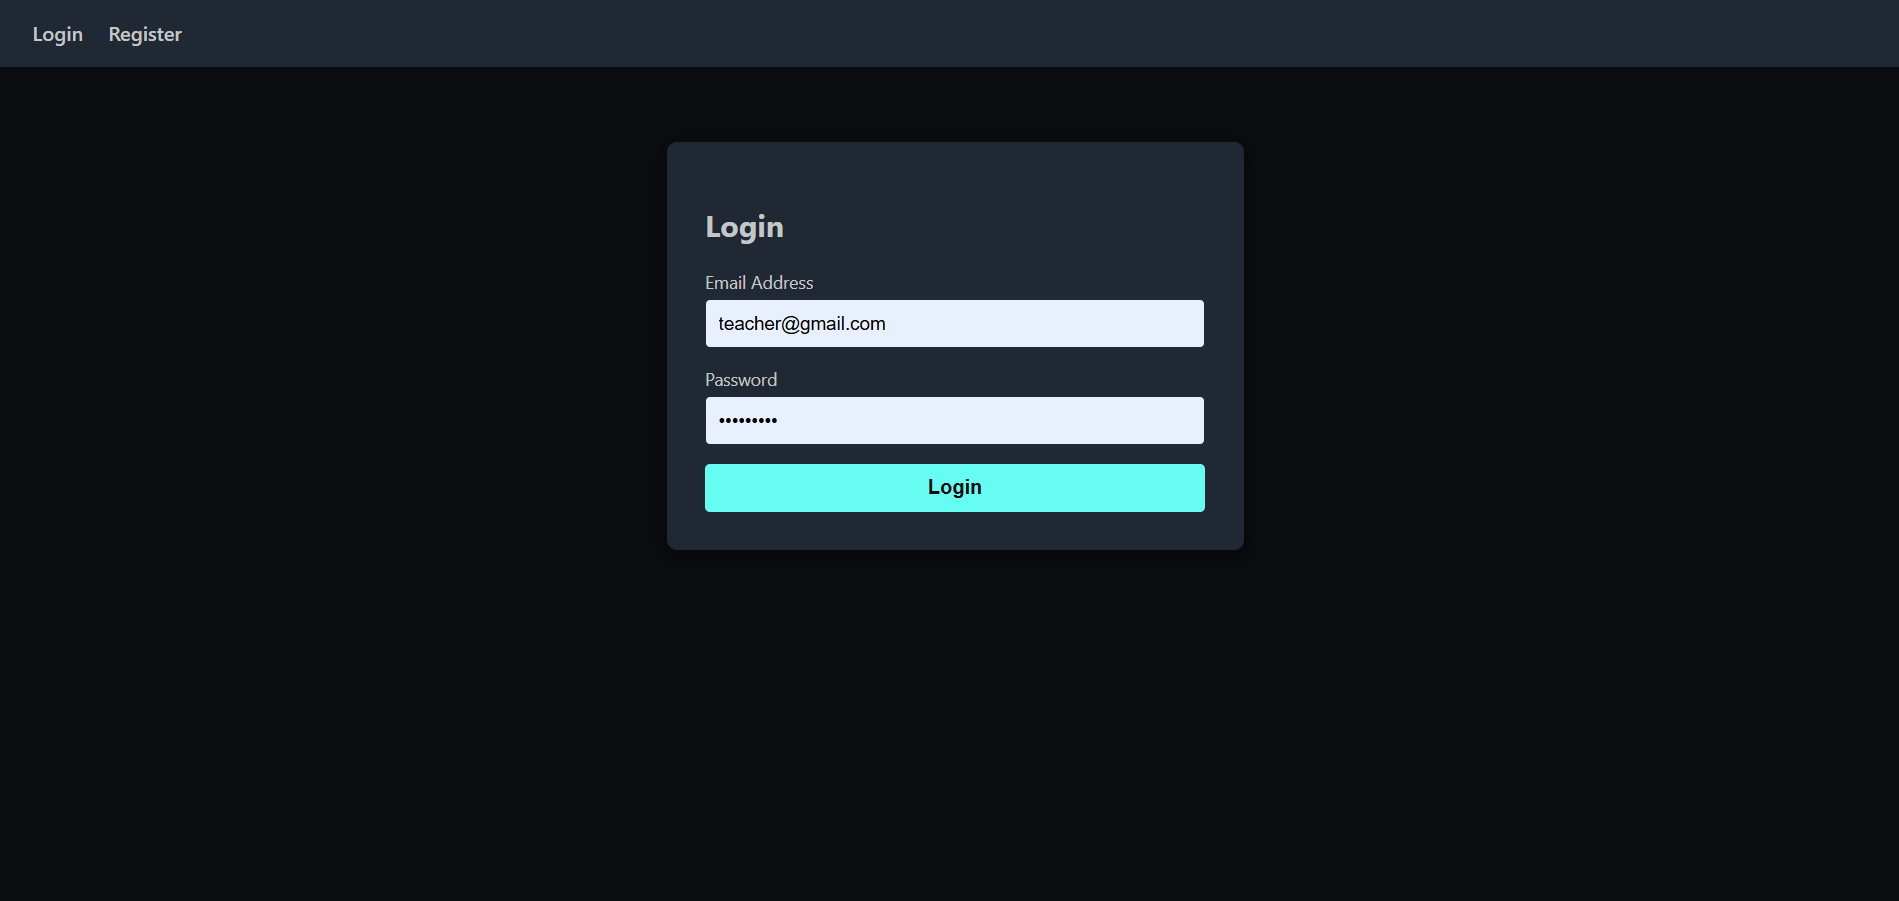 Login Register
Login
Email Address
teacher@gmail.com
Password
•••••••••
Login